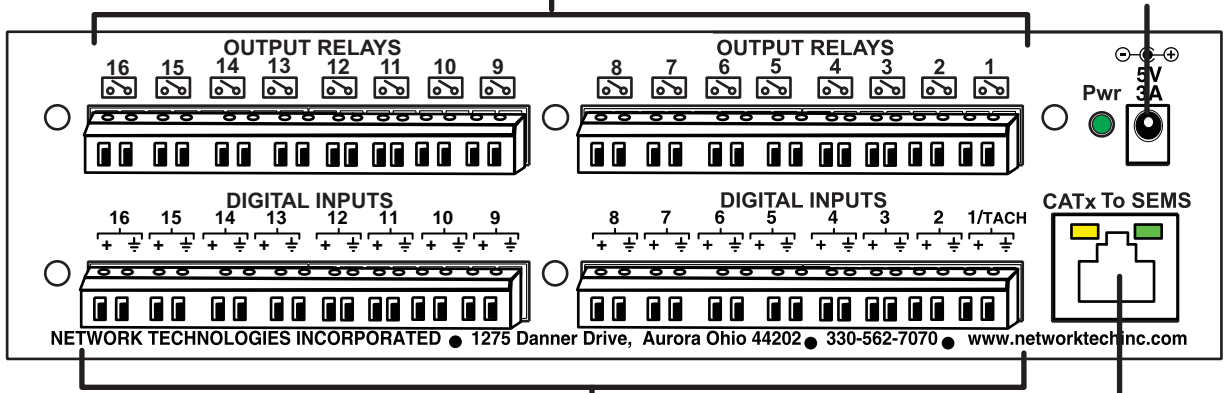 OUTPUT RELAYS OUTPUT RELAYS
16 15 14 13 12 11 10 9 8 7 6 5 4 3 2 1
- C +
5V
Pwr 3A
DIGITAL INPUTS DIGITAL INPUTS CATx To SEMS
16 15 14 13 12 11 10 9 8 7 6 5 4 3 2 1/TACH
+ + + + + + + + + + + + + + + +
NETWORK TECHNOLOGIES INCORPORATED ● 1275 Danner Drive, Aurora Ohio 44202 ● 330-562-7070 ● www.networktechinc.com